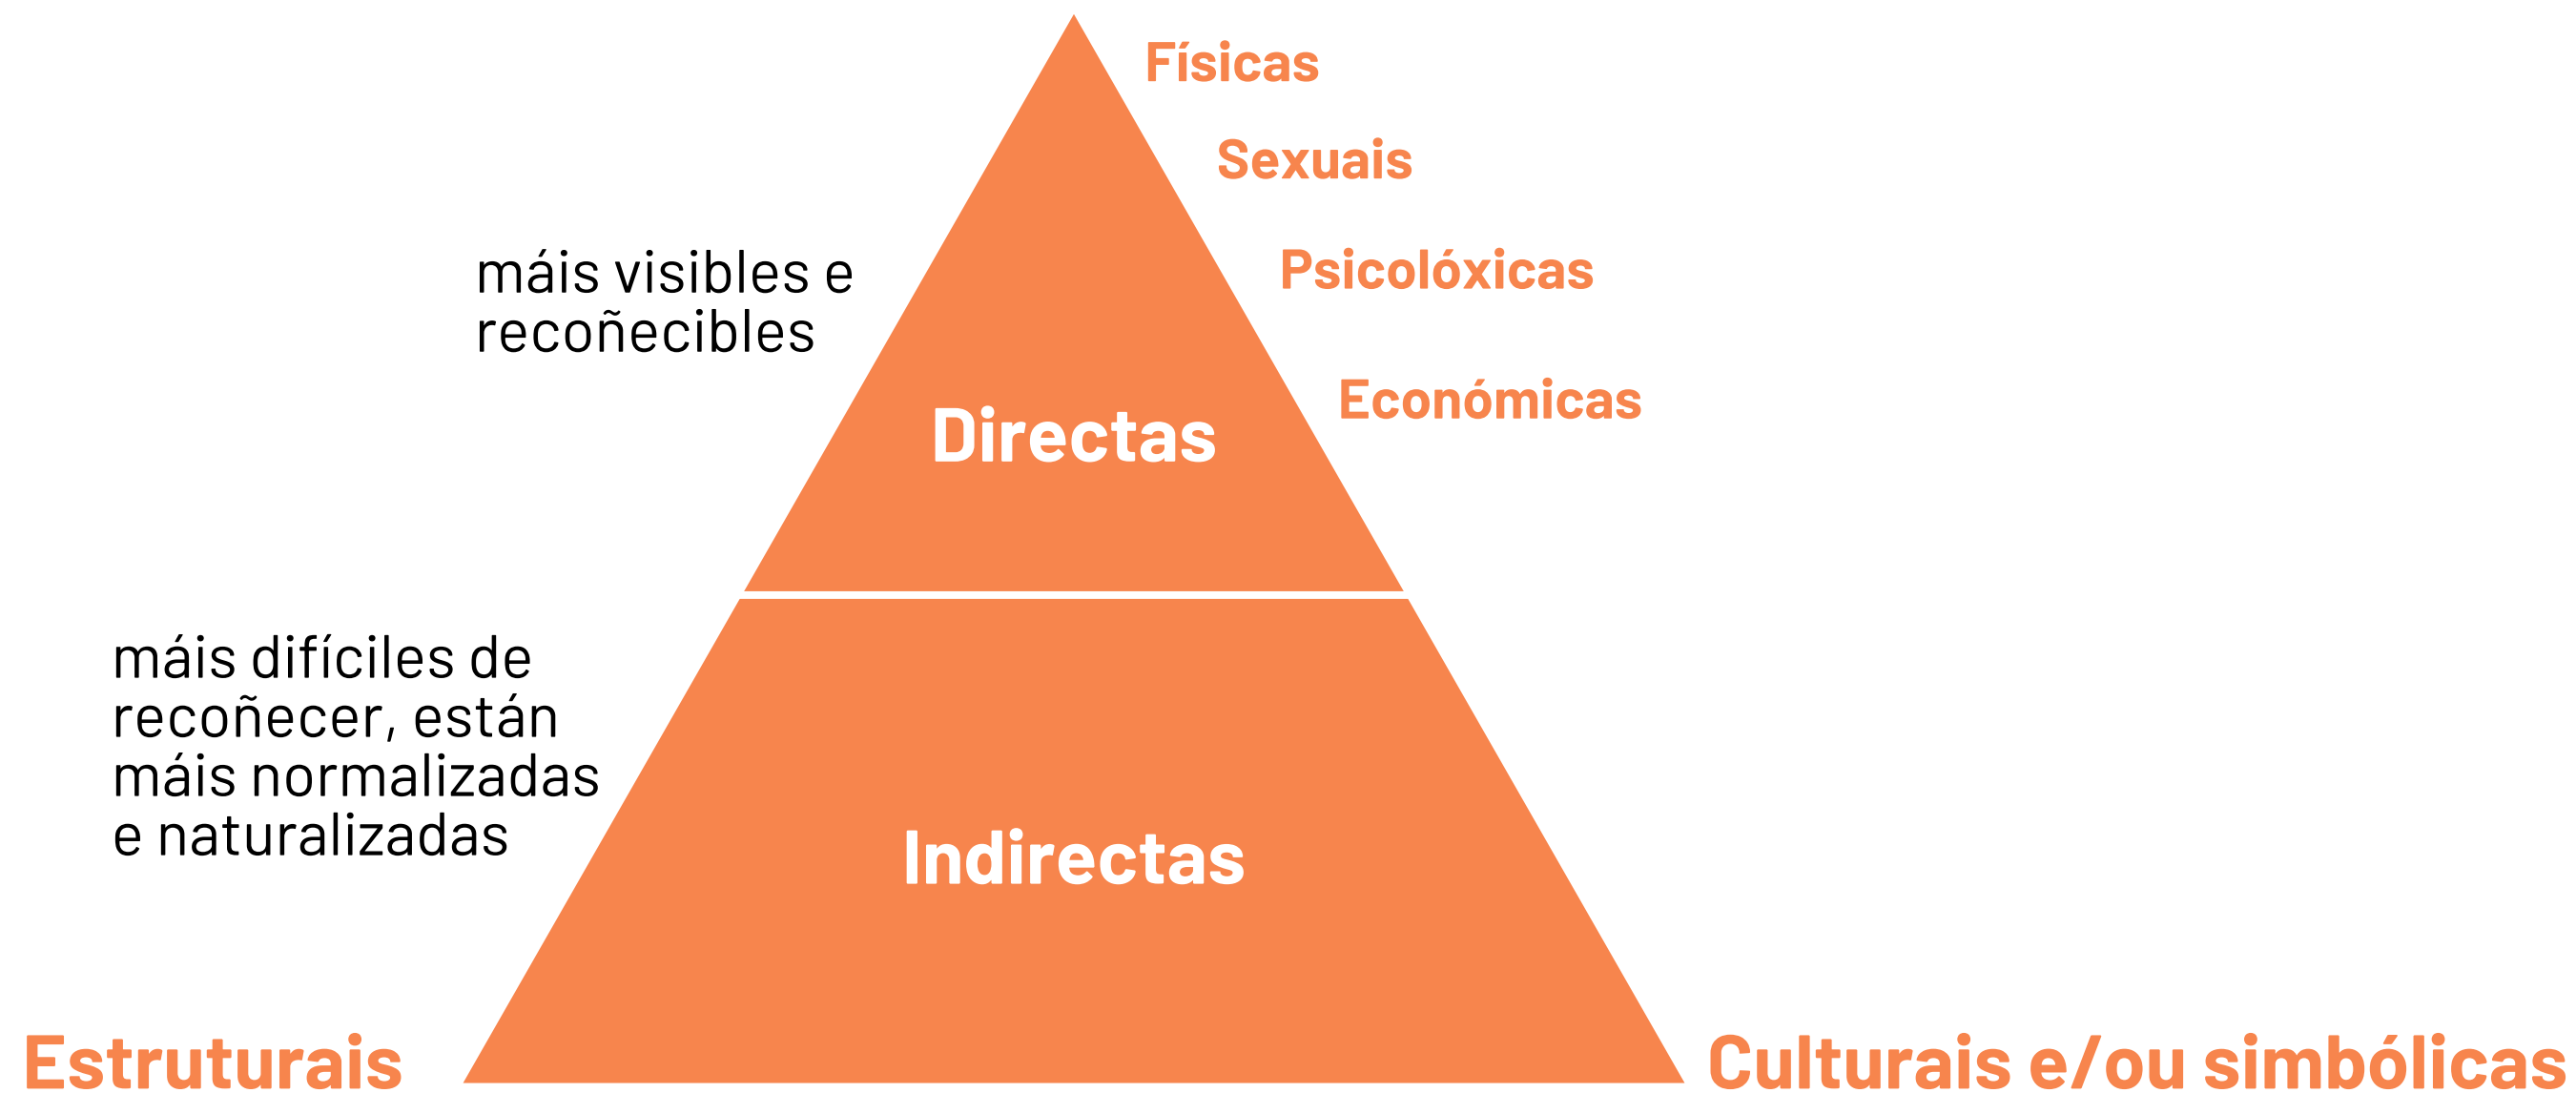 Físicas
Sexuais
Psicolóxicas
máis visibles e
recoñecibles
Económicas
Directas
máis difíciles de
recoñecer, están
máis normalizadas
e naturalizadas
Indirectas
Estruturais
Culturais e/ou simbólicas